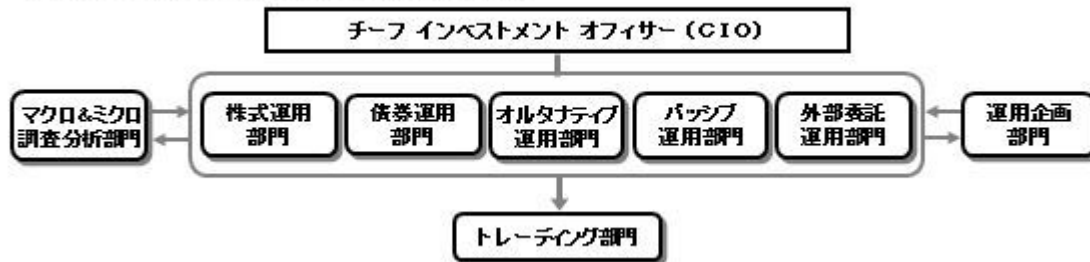 チーフ インベストメント オフィサー（CIO）
マクロ&ミクロ
調査分析部門
株式運用
部門
債券運用
部門
オルタナティブ
運用部門
パッシブ
運用部門
外部委託
運用部門
運用企画
部門
トレーディング部門